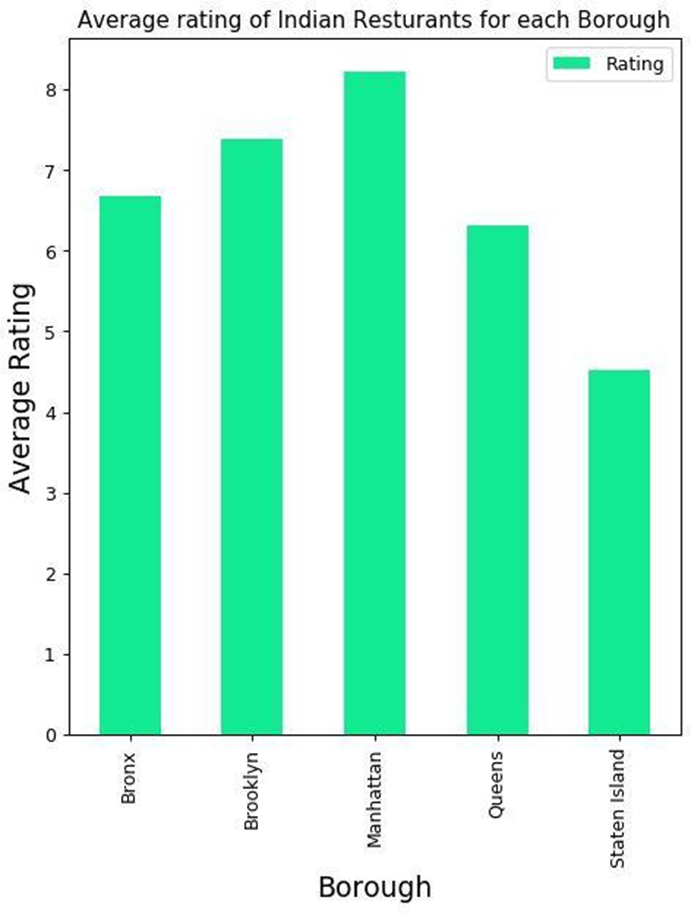 Average rating of Indian Resturants for each Borough
Rating
8
7
6
5
4
3
2
1
0
Average Rating
Bronx
Brooklyn
Manhattan
Queens
Staten Island
Borough